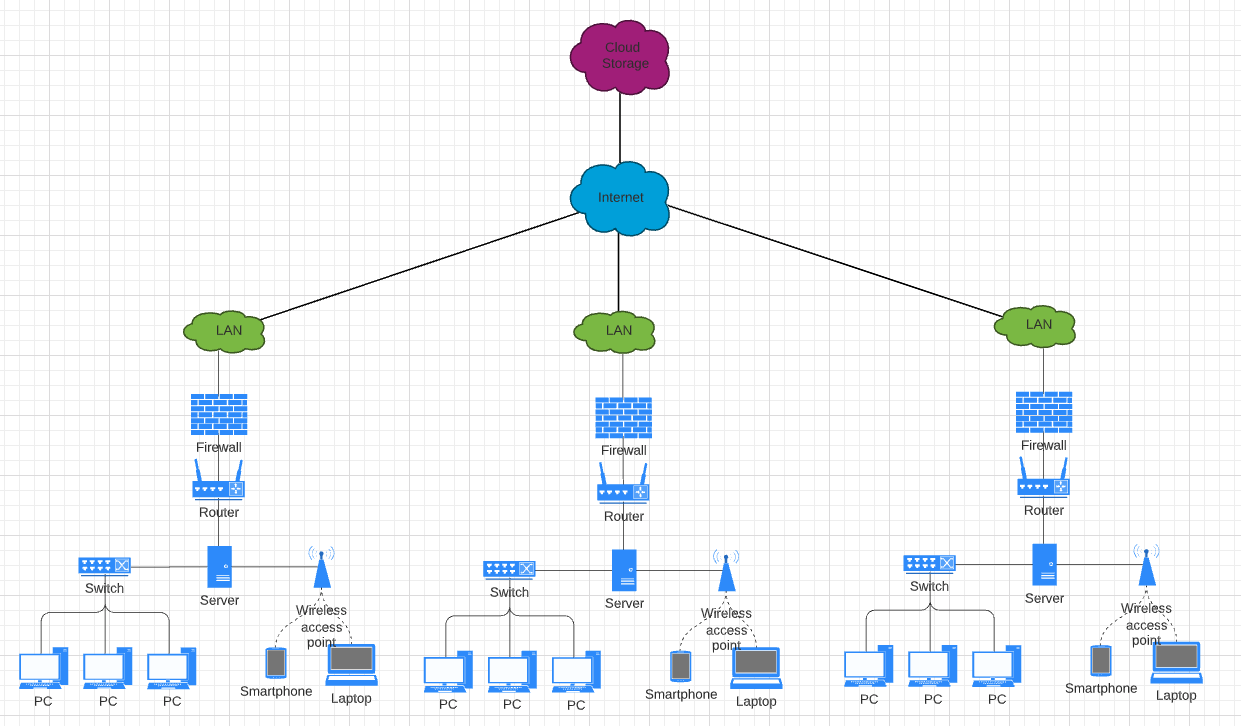 Cloud
Storage
Internet
LAN
LAN
LAN
Firewall
Firewall
Firewall
Router
Router
Router
Switch
Server
Wireless
access
point
Switch
Server
Wireless
access
point
Switch
Server
Wireless
access
point
PC
PC
PC
Smartphone
Laptop
PC
PC
PC
Smartphone
Laptop
PC
PC
PC
Smartphone
Laptop